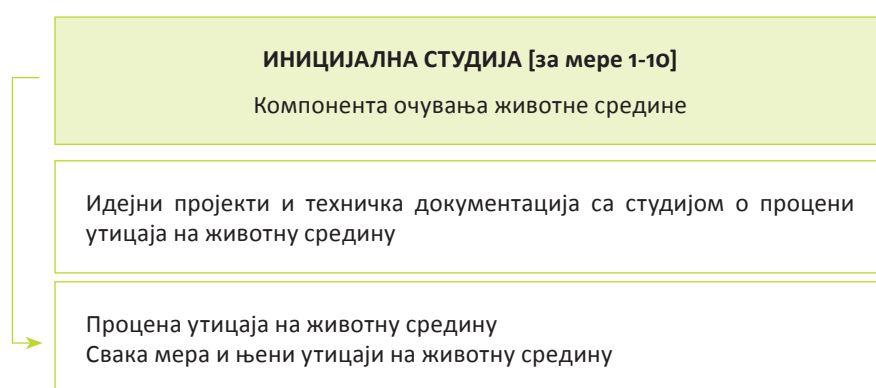 ИНИЦИЈАЛНА СТУДИЈА [за мере 1-10]
Компонента очувања животне средине
Идејни пројекти и техничка документација са студијом о процени
утицаја на животну средину
Процена утицаја на животну средину
Свака мера и њени утицаји на животну средину